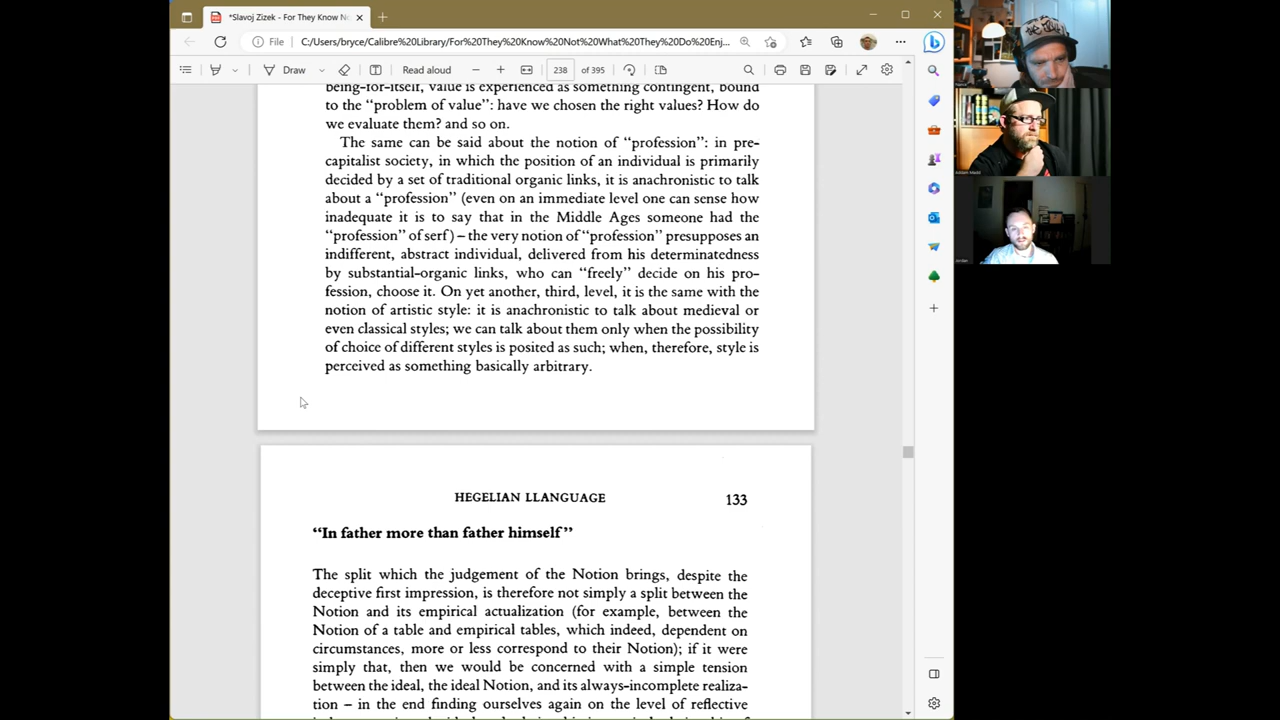 *Slavoj Zizek - For They Know N
File
C:/Users/bryce/Calibre%20Library/For%20They%20Know%20Not%20What%20They%20Do%20Enj...
Draw
Read aloud
238 of 395
being-for-itself, value is experienced as something contingent, bound
to the “problem of value”: have we chosen the right values? How do
we evaluate them? and so on.
The same can be said about the notion of “profession”: in pre-
capitalist society, in which the position of an individual is primarily
decided by a set of traditional organic links, it is anachronistic to talk
about a “profession” (even on an immediate level one can sense how
inadequate it is to say that in the Middle Ages someone had the
“profession” of serf) – the very notion of “profession” presupposes an
indifferent, abstract individual, delivered from his determinatedness
by substantial-organic links, who can “freely” decide on his pro-
fession, choose it. On yet another, third, level, it is the same with the
notion of artistic style: it is anachronistic to talk about medieval or
even classical styles; we can talk about them only when the possibility
of choice of different styles is posited as such; when, therefore, style is
perceived as something basically arbitrary.
HEGELIAN LLANGUAGE 133
“In father more than father himself”
The split which the judgement of the Notion brings, despite the
deceptive first impression, is therefore not simply a split between the
Notion and its empirical actualization (for example, between the
Notion of a table and empirical tables, which indeed, dependent on
circumstances, more or less correspond to their Notion); if it were
simply that, then we would be concerned with a simple tension
between the ideal, the ideal Notion, and its always-incomplete realiza-
tion – in the end finding ourselves again on the level of reflective
Jordan